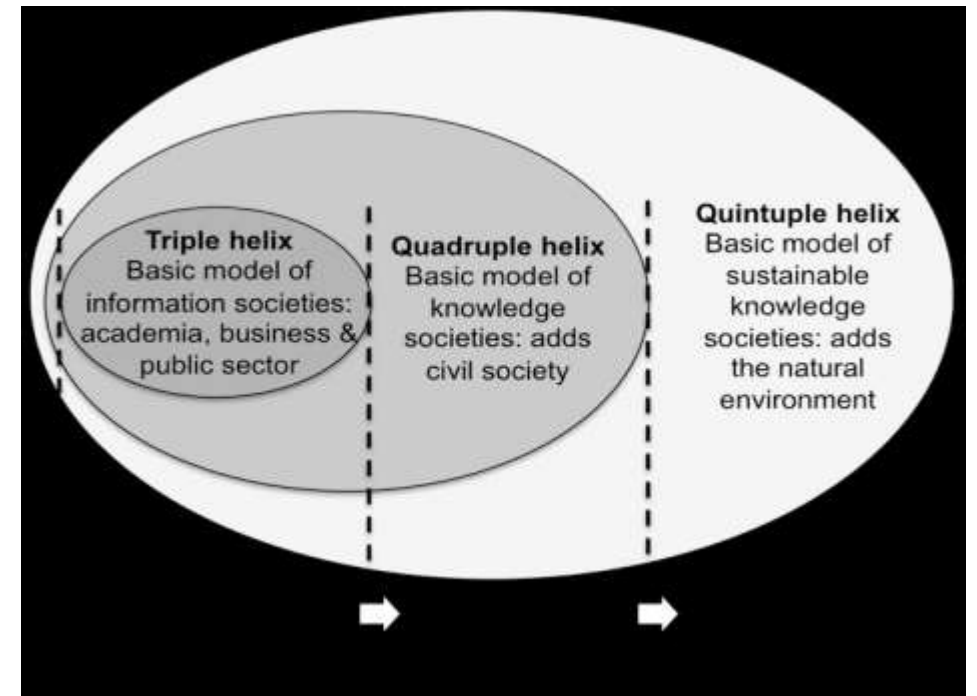 Triple helix
Basic model of
information societies:
academia, business &
public sector
Quadruple helix
Basic model of
knowledge
societies: adds
civil society
Quintuple helix
Basic model of
sustainable
knowledge
societies: adds
the natural
environment